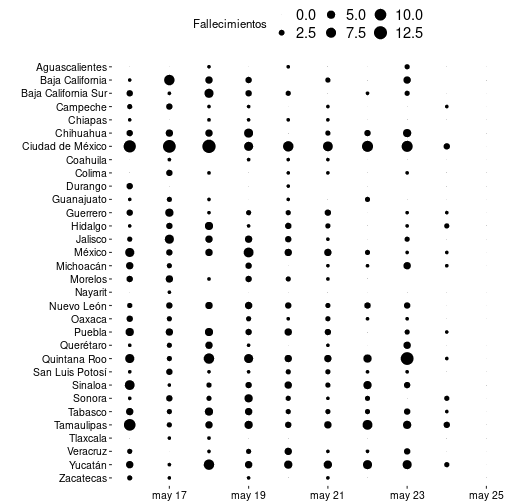 Fallecimientos
0.0 5.0 10.0
2.5 7.5 12.5
Aguascalientes
Baja California
Baja California Sur
Campeche
Chiapas
Chihuahua
Ciudad de México
Coahuila
Colima
Durango
Guanajuato
Guerrero
Hidalgo
Jalisco
México
Michoacán
Morelos
Nayarit
Nuevo León
Oaxaca
Puebla
Querétaro
Quintana Roo
San Luis Potosí
Sinaloa
Sonora
Tabasco
Tamaulipas
Tlaxcala
Veracruz
Yucatán
Zacatecas
may 17 may 19 may 21 may 23 may 25